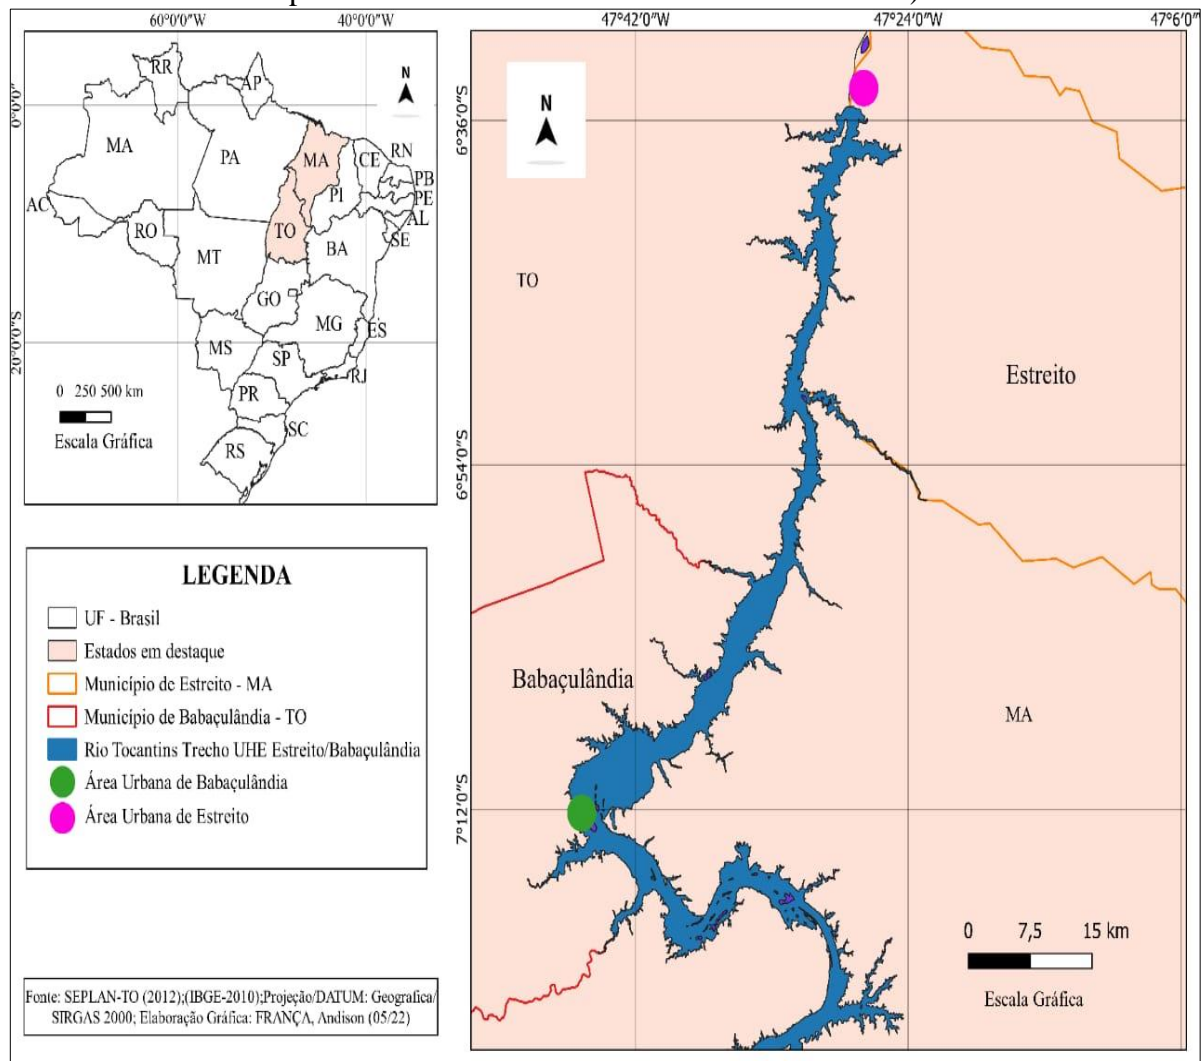 60°0'0"W 40°0'0"W
0°0'0"
20°0'0"S
N
RR
AP
MA
PA
MA
CE
RN
PB
PE
AL
SE
PI
AC
RO
TO
BA
MT
GO
MG
ES
MS
SP
RJ
PR
SC
RS
0 250 500 km
Escala Gráfica
LEGENDA
UF - Brasil
Estados em destaque
Município de Estreito - MA
Município de Babaçulândia - TO
Rio Tocantins Trecho UHE Estreito/Babaçulândia
Área Urbana de Babaçulândia
Área Urbana de Estreito
Fonte: SEPLAN-TO (2012);(IBGE-2010);Projeção/DATUM: Geografica/
SIRGAS 2000; Elaboração Gráfica: FRANÇA, Andison (05/22)
47°42'0"W 47°24'0"W 47°6'0"W
6°36'0"S
6°54'0"S
7°12'0"S
N
TO
Estreito
Babaçulândia
MA
0 7,5 15 km
Escala Gráfica